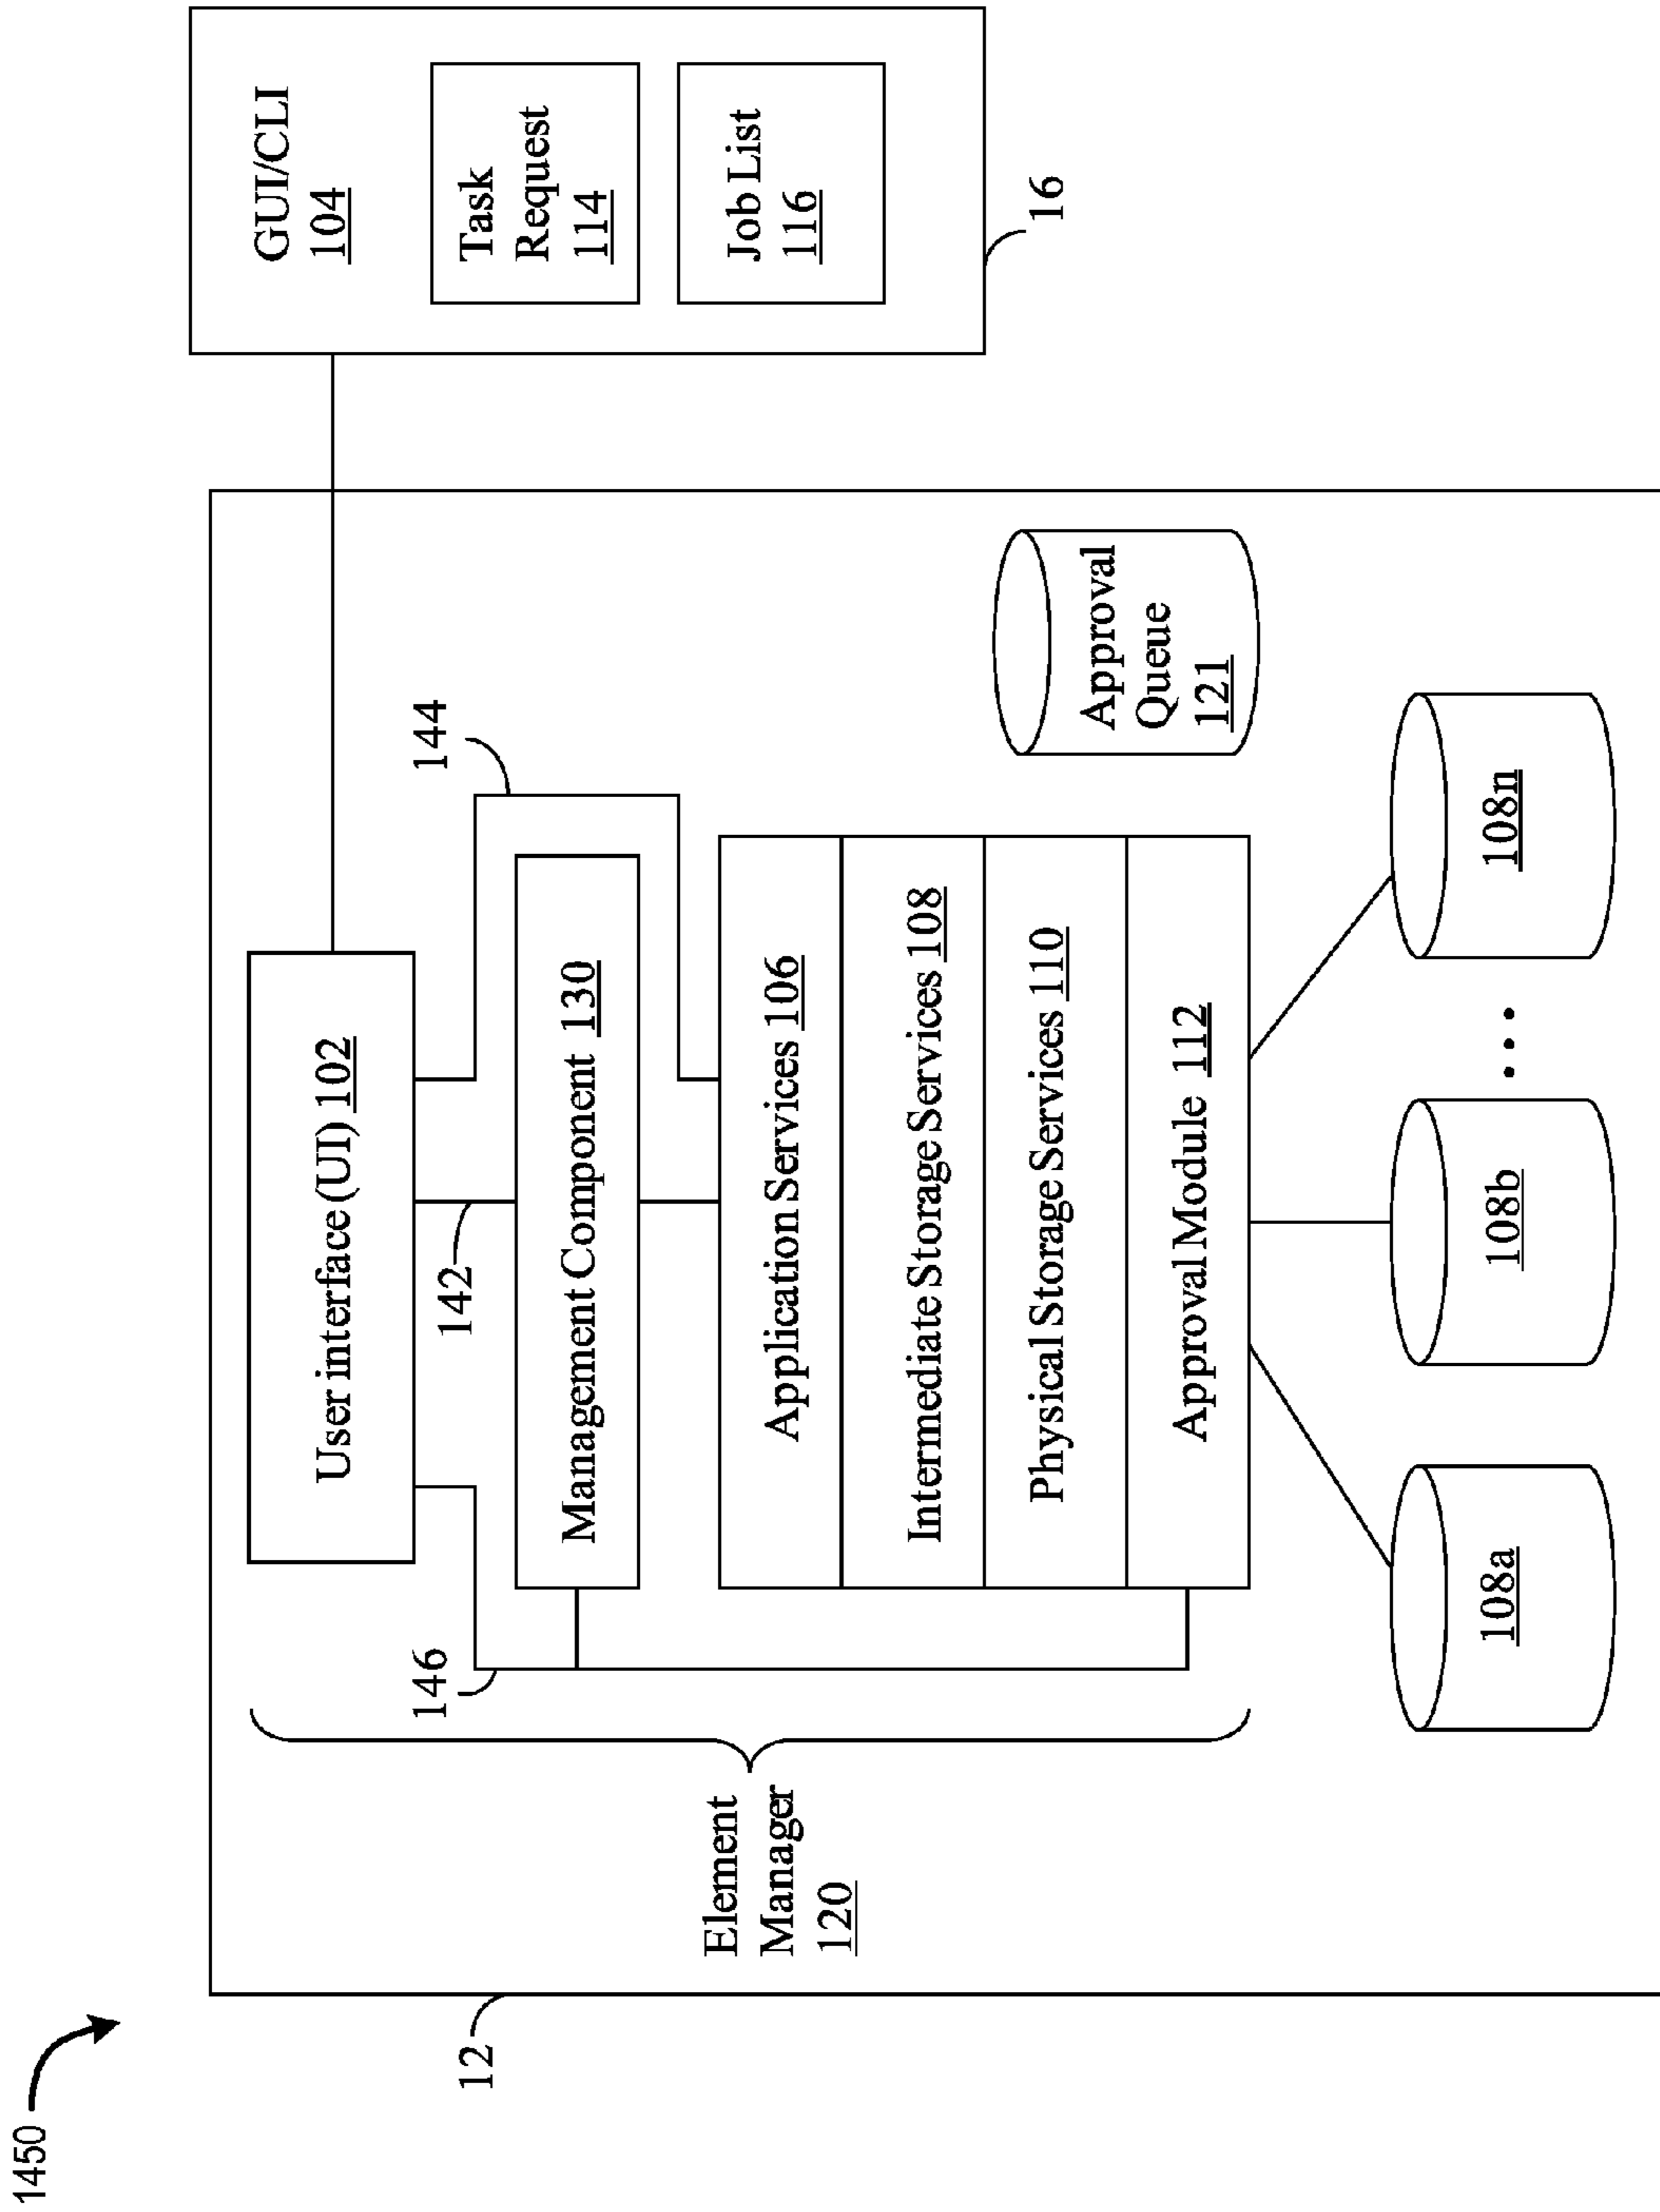 1450
12
User interface (UI) 102
GUI/CLI
104
Task
Request
114
Job List
116
16
146
142
144
Management Component 130
Element
Manager
120
Application Services 106
Intermediate Storage Services 108
Physical Storage Services 110
Approval Module 112
Approval
Queue
121
108a
108b
...
108n